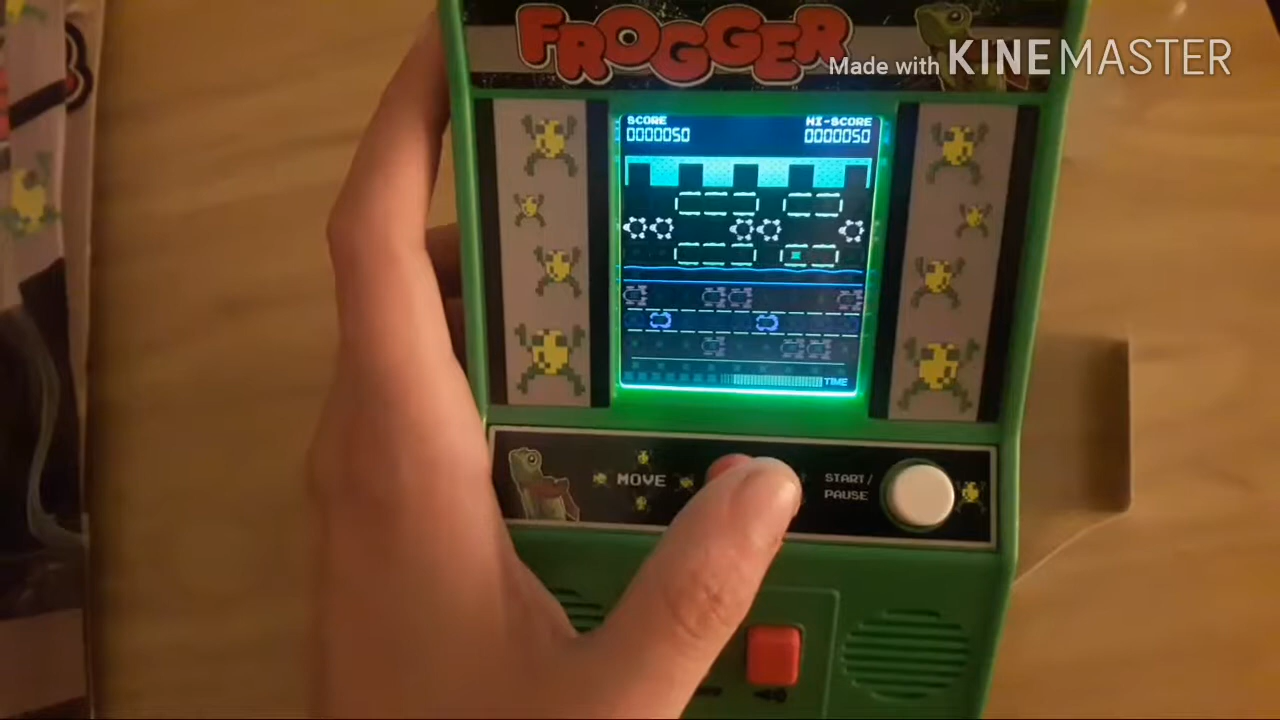 FROGGER
Made with KINEMASTER
SCORE HI-SCORE
0000050 0000050
TIME
MOVE
START/
PAUSE